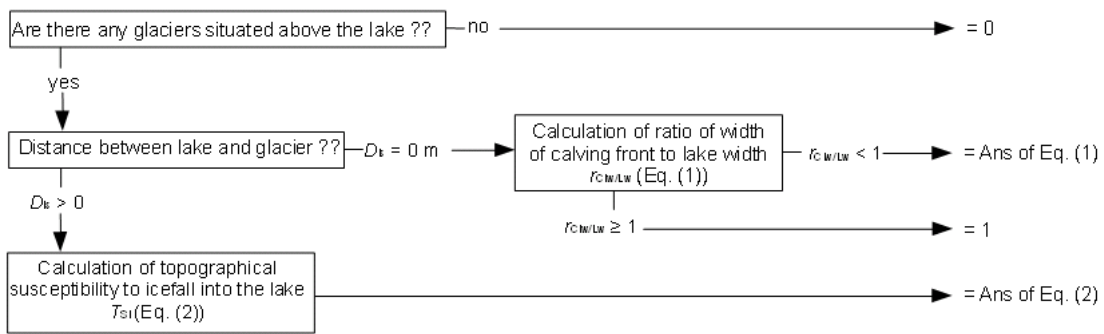 Are there any glaciers situated above the lake ??
no
= 0
yes
Distance between lake and glacier ??
Dis = 0 m
Calculation of ratio of width
of calving front to lake width
rCfw/Lw (Eq. (1))
rCfw/Lw < 1
= Ans of Eq. (1)
Dis > 0
rCfw/Lw ≥ 1
= 1
Calculation of topographical
susceptibility to icefall into the lake
TSI(Eq. (2))
= Ans of Eq. (2)